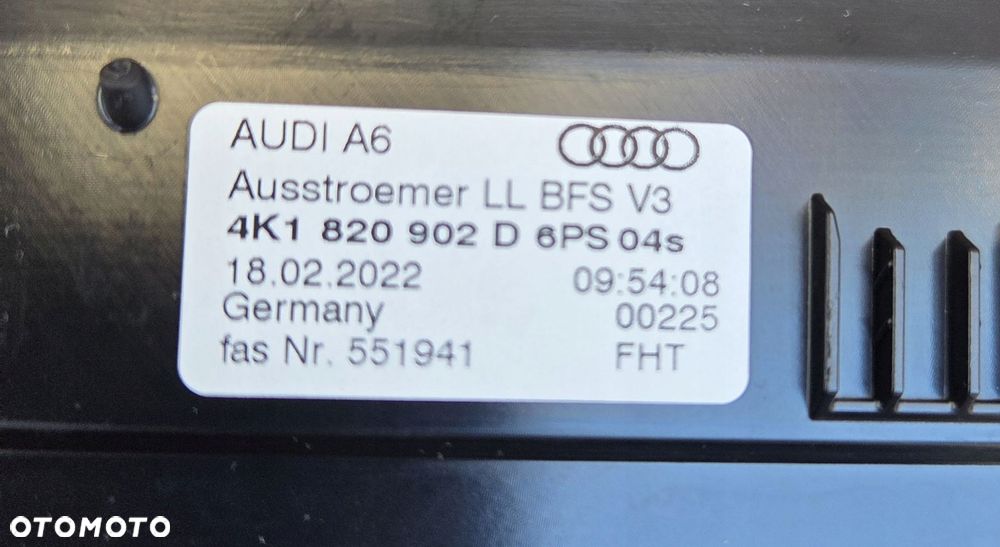 AUDI A6
Ausstroemer LL BFS V3
4K1 820 902 D 6PS 04s
18.02.2022 09:54:08
Germany 00225
fas Nr. 551941 FHT
OTOMOTO